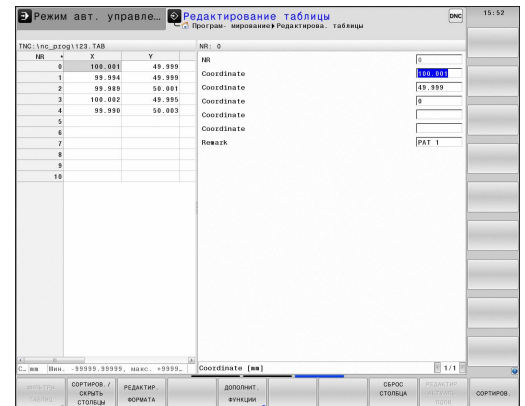 Режим авт. управле…
Редактирование таблицы
Програм- мирование Редактирова. таблицы
DNC
15:52
TNC:\nc_prog\123.TAB
NR X Y
0 100.001 49.999
1 99.994 49.999
2 99.989 50.001
3 100.002 49.995
4 99.990 50.003
5
6
7
8
9
10
C… mm Мин. -99999.99999, макс. +9999…
NR: 0
NR 0
Coordinate 100.001
Coordinate 49.999
Coordinate 0
Coordinate
Coordinate
Remark PAT 1
Coordinate [mm] 1/1
СОРТИРОВ. / СКРЫТЬ СТОЛБЦЫ
РЕДАКТИР. ФОРМАТА
ДОПОЛНИТ. ФУНКЦИИ
СБРОС СТОЛБЦА
РЕДАКТИР.
ПОЛЯ
СОРТИРОВ.